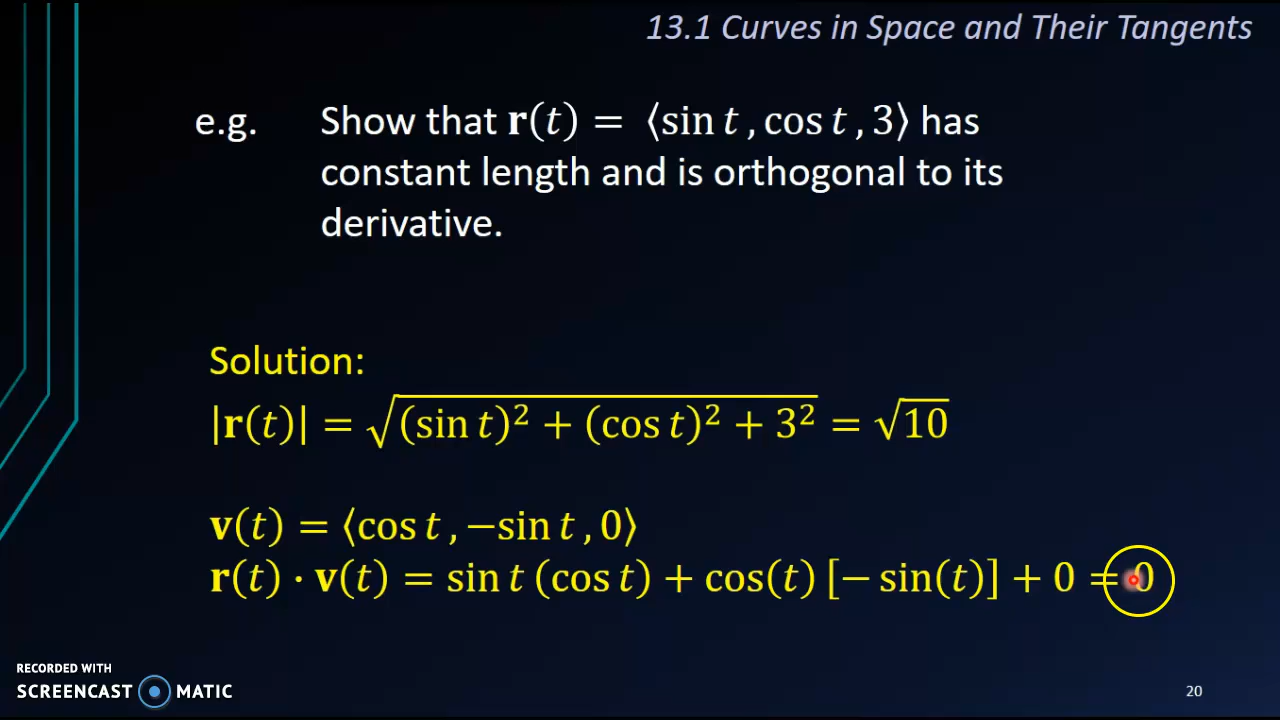 13.1 Curves in Space and Their Tangents
e.g. Show that r(t) = ⟨sin t , cos t , 3⟩ has
constant length and is orthogonal to its
derivative.
Solution:
|r(t)| = √((sin t)² + (cos t)² + 3²) = √10
v(t) = ⟨cos t , −sin t , 0⟩
r(t) · v(t) = sin t (cos t) + cos(t) [− sin(t)] + 0 = 0
RECORDED WITH
SCREENCAST MATIC
20